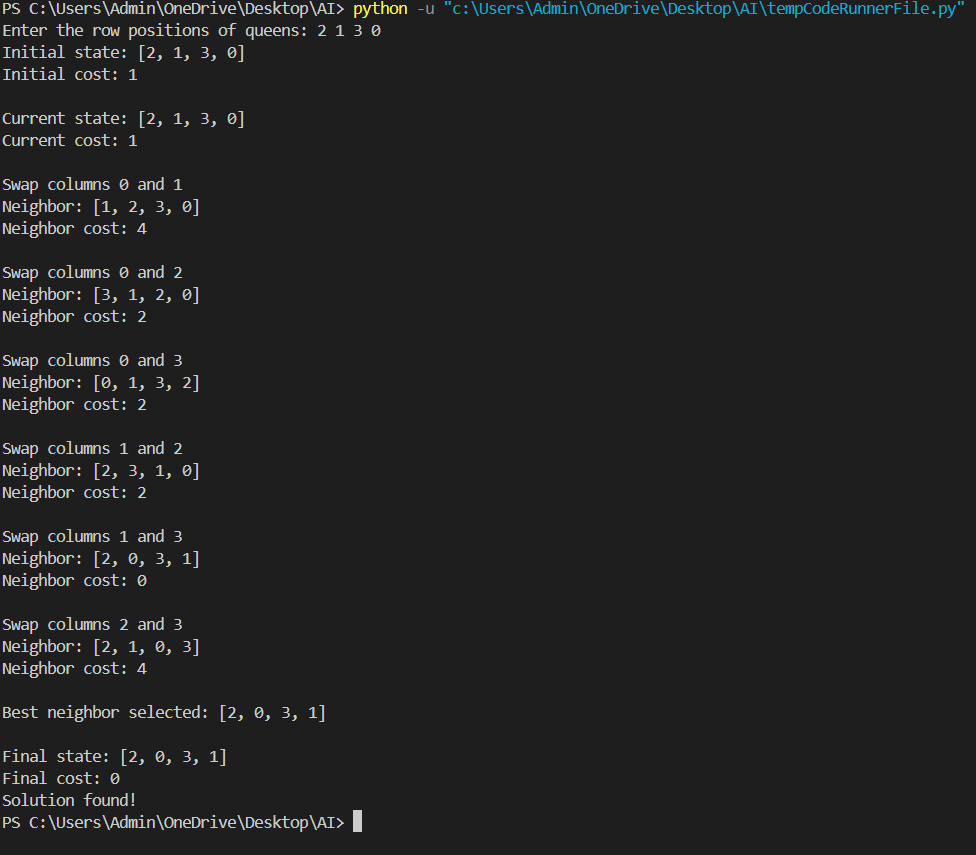 PS C:\Users\Admin\OneDrive\Desktop\AI> python -u "c:\Users\Admin\OneDrive\Desktop\AI\tempCodeRunnerFile.py"
Enter the row positions of queens: 2 1 3 0
Initial state: [2, 1, 3, 0]
Initial cost: 1
Current state: [2, 1, 3, 0]
Current cost: 1
Swap columns 0 and 1
Neighbor: [1, 2, 3, 0]
Neighbor cost: 4
Swap columns 0 and 2
Neighbor: [3, 1, 2, 0]
Neighbor cost: 2
Swap columns 0 and 3
Neighbor: [0, 1, 3, 2]
Neighbor cost: 2
Swap columns 1 and 2
Neighbor: [2, 3, 1, 0]
Neighbor cost: 2
Swap columns 1 and 3
Neighbor: [2, 0, 3, 1]
Neighbor cost: 0
Swap columns 2 and 3
Neighbor: [2, 1, 0, 3]
Neighbor cost: 4
Best neighbor selected: [2, 0, 3, 1]
Final state: [2, 0, 3, 1]
Final cost: 0
Solution found!
PS C:\Users\Admin\OneDrive\Desktop\AI>